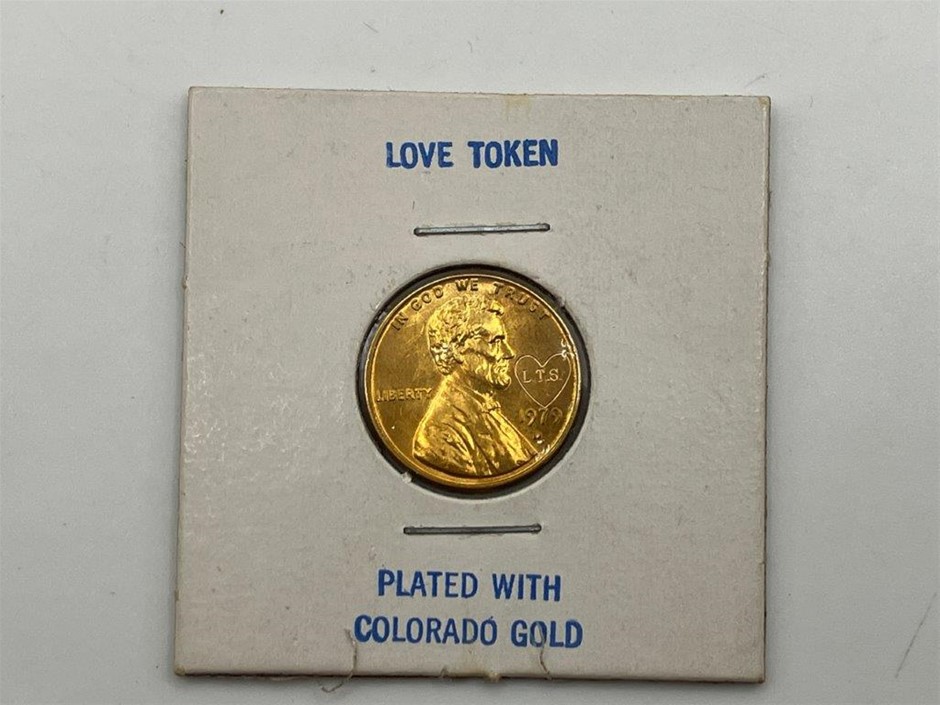 LOVE TOKEN
IN GOD WE TRUST
LIBERTY
L.T.S.
1979
PLATED WITH
COLORADO GOLD